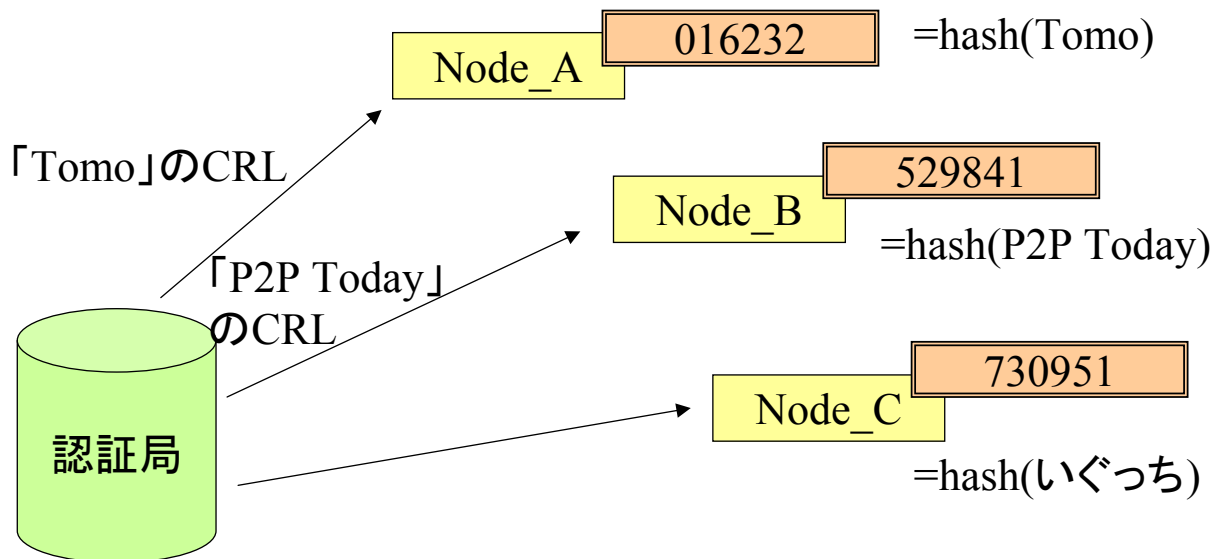 016232
=hash(Tomo)
Node_A
「Tomo」のCRL
529841
Node_B
=hash(P2P Today)
「P2P Today」
のCRL
730951
Node_C
認証局
=hash(いぐっち)